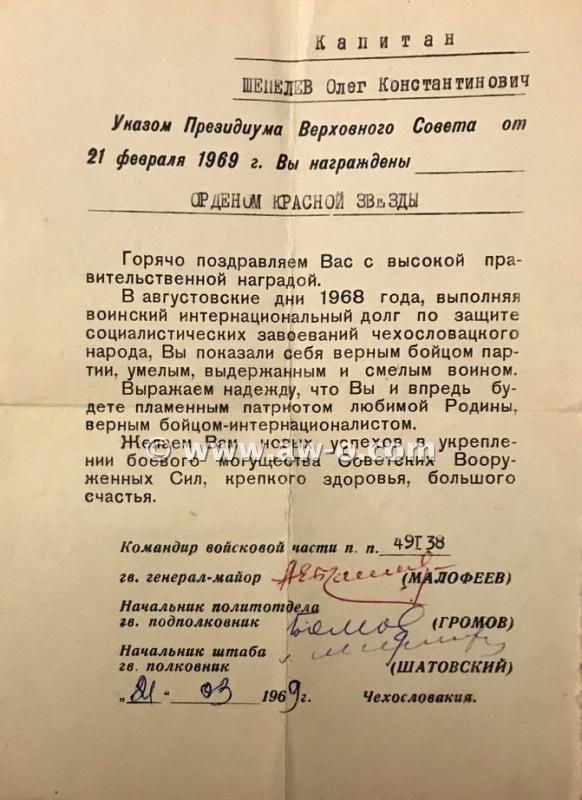 Капитан
ШЕПЕЛЕВ Олег Константинович
Указом Президиума Верховного Совета от
21 февраля 1969 г. Вы награждены
ОРДЕНОМ КРАСНОЙ ЗВЕЗДЫ
Горячо поздравляем Вас с высокой пра-
вительственной наградой.
В августовские дни 1968 года, выполняя
воинский интернациональный долг по защите
социалистических завоеваний чехословацкого
народа, Вы показали себя верным бойцом пар-
тии, умелым, выдержанным и смелым воином.
Выражаем надежду, что Вы и впредь бу-
дете пламенным патриотом любимой Родины,
верным бойцом-интернационалистом.
Желаем Вам новых успехов в укрепле-
нии боевого могущества Советских Воору-
женных Сил, крепкого здоровья, большого
счастья.
© www.aw-s.com
Командир войсковой части п. п. 49I38
гв. генерал-майор (МАЛОФЕЕВ)
Начальник политотдела
гв. подполковник (ГРОМОВ)
Начальник штаба
гв. полковник (ШАТОВСКИЙ)
„21“ 03 1969 г. Чехословакия.